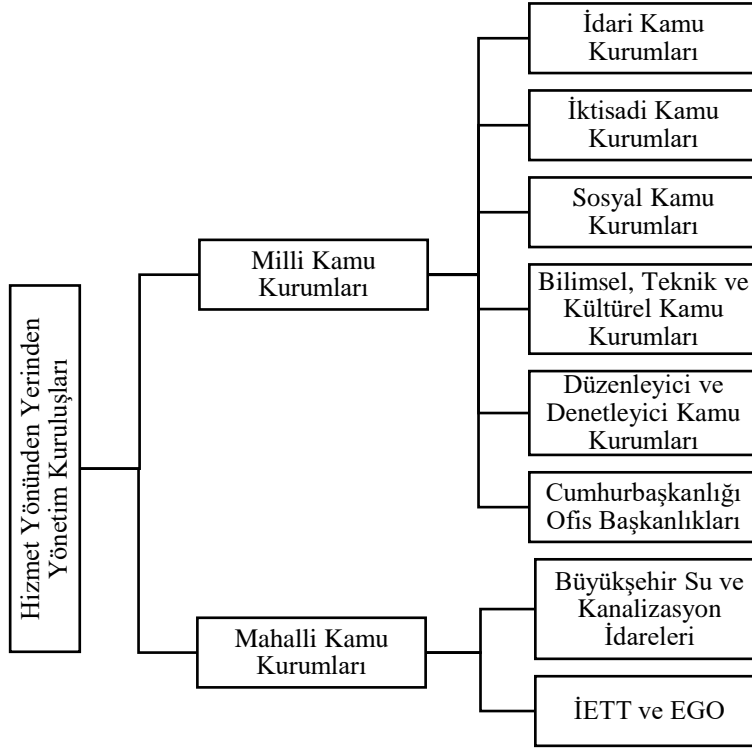 Hizmet Yönünden Yerinden
Yönetim Kuruluşları
Milli Kamu
Kurumları
İdari Kamu
Kurumları
İktisadi Kamu
Kurumları
Sosyal Kamu
Kurumları
Bilimsel, Teknik ve
Kültürel Kamu
Kurumları
Düzenleyici ve
Denetleyici Kamu
Kurumları
Cumhurbaşkanlığı
Ofis Başkanlıkları
Mahalli Kamu
Kurumları
Büyükşehir Su ve
Kanalizasyon
İdareleri
İETT ve EGO